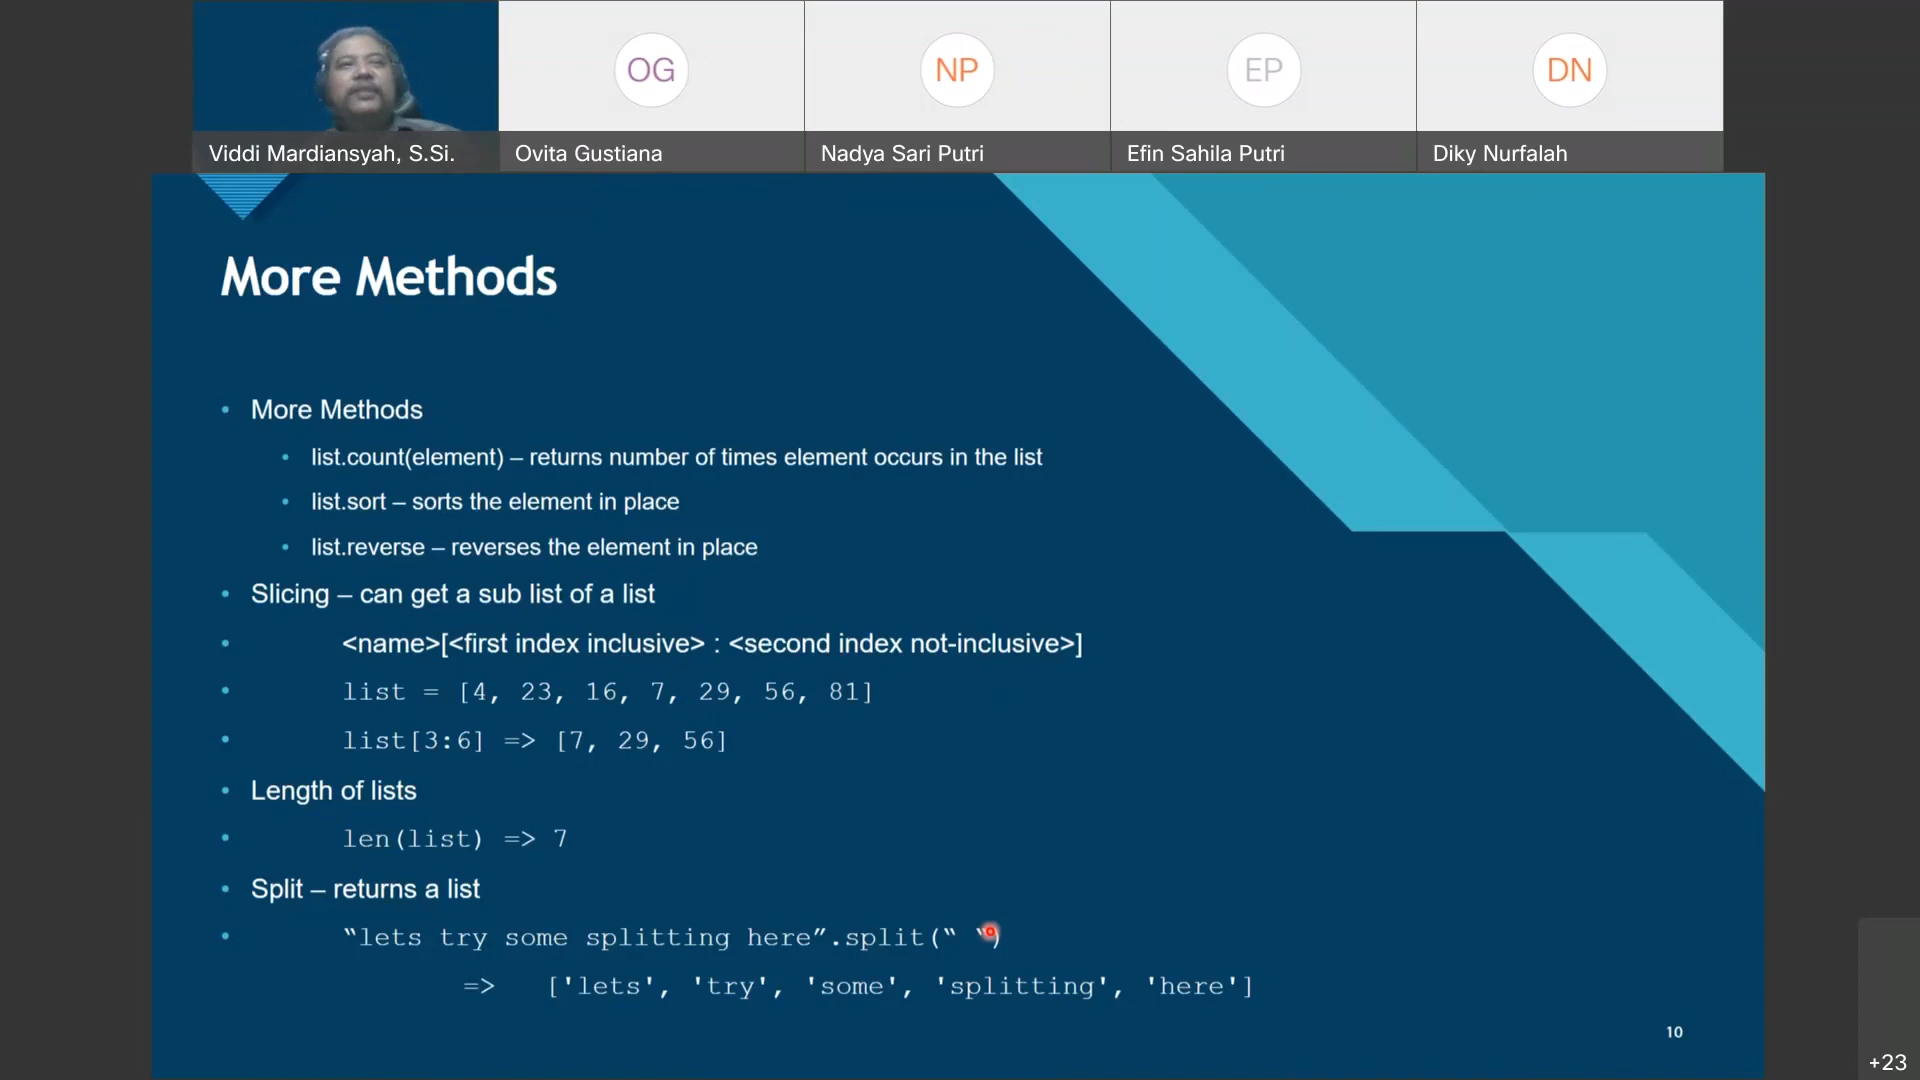 OG
NP
EP
DN
Viddi Mardiansyah, S.Si.
Ovita Gustiana
Nadya Sari Putri
Efin Sahila Putri
Diky Nurfalah
More Methods
• More Methods
• list.count(element) – returns number of times element occurs in the list
• list.sort – sorts the element in place
• list.reverse – reverses the element in place
• Slicing – can get a sub list of a list
• <name>[<first index inclusive> : <second index not-inclusive>]
• list = [4, 23, 16, 7, 29, 56, 81]
• list[3:6] => [7, 29, 56]
• Length of lists
• len(list) => 7
• Split – returns a list
• “lets try some splitting here”.split(“ “)
=> ['lets', 'try', 'some', 'splitting', 'here']
10
+23